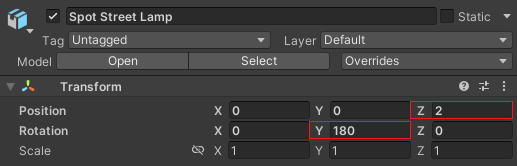 Spot Street Lamp Static
Tag Untagged Layer Default
Model Open Select Overrides
Transform
Position X 0 Y 0 Z 2
Rotation X 0 Y 180 Z 0
Scale X 1 Y 1 Z 1